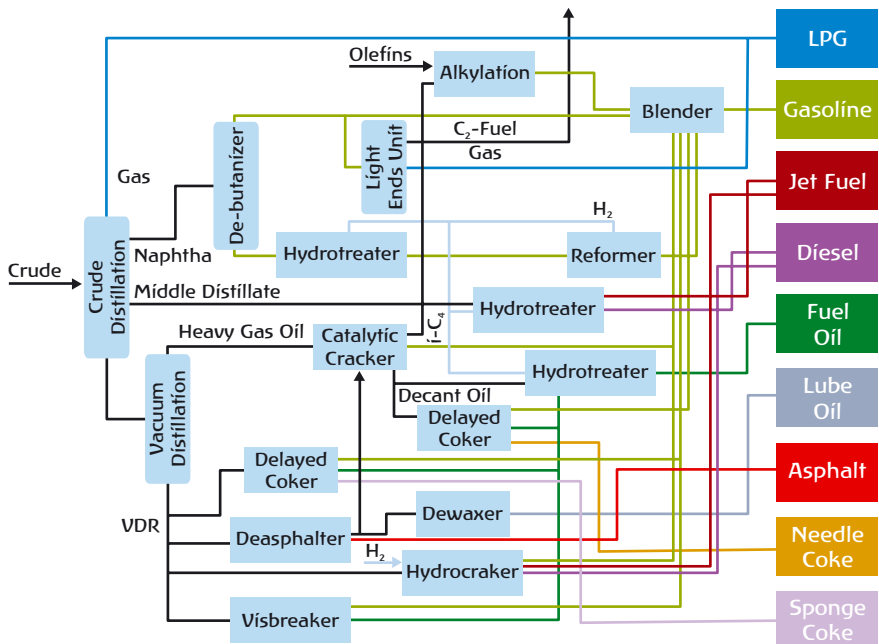 LPG
Olefins
Alkylation
Blender
Gasoline
C₂-Fuel
Gas
Light
Ends Unit
De-butanizer
Gas
Jet Fuel
H₂
Naphtha
Hydrotreater
Reformer
Diesel
Crude
Crude
Distillation
Middle Distillate
Hydrotreater
Fuel
Oil
Heavy Gas Oil
Catalytic
Cracker
i-C₄
Hydrotreater
Decant Oil
Lube
Oil
Vacuum
Distillation
Delayed
Coker
Delayed
Coker
Asphalt
VDR
Deasphalter
Dewaxer
Needle
Coke
H₂
Hydrocraker
Visbreaker
Sponge
Coke